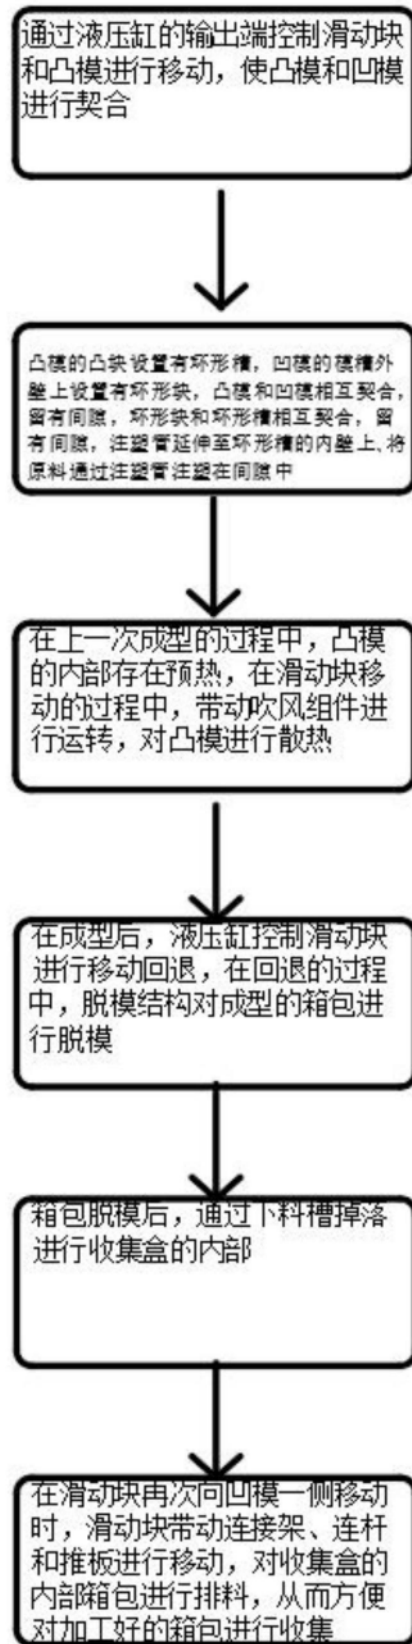 通过液压缸的输出端控制滑动块
和凸模进行移动，使凸模和凹模
进行契合
凸模的凸块设置有环形槽，凹模的模槽外
壁上设置有环形块，凸模和凹模相互契合，
留有间隙，环形块和环形槽相互契合，留
有间隙，注塑管延伸至环形槽的内壁上、将
原料通过注塑管注塑在间隙中
在上一次成型的过程中，凸模
的内部存在预热，在滑动块移
动的过程中，带动吹风组件进
行运转，对凸模进行散热
在成型后，液压缸控制滑动块
进行移动回退，在回退的过程
中，脱模结构对成型的箱包进
行脱模
箱包脱模后，通过下料槽掉落
进行收集盒的内部
在滑动块再次向凹模一侧移动
时，滑动块带动连接架、连杆
和推板进行移动，对收集盒的
内部箱包进行排料，从而方便
对加工好的箱包进行收集